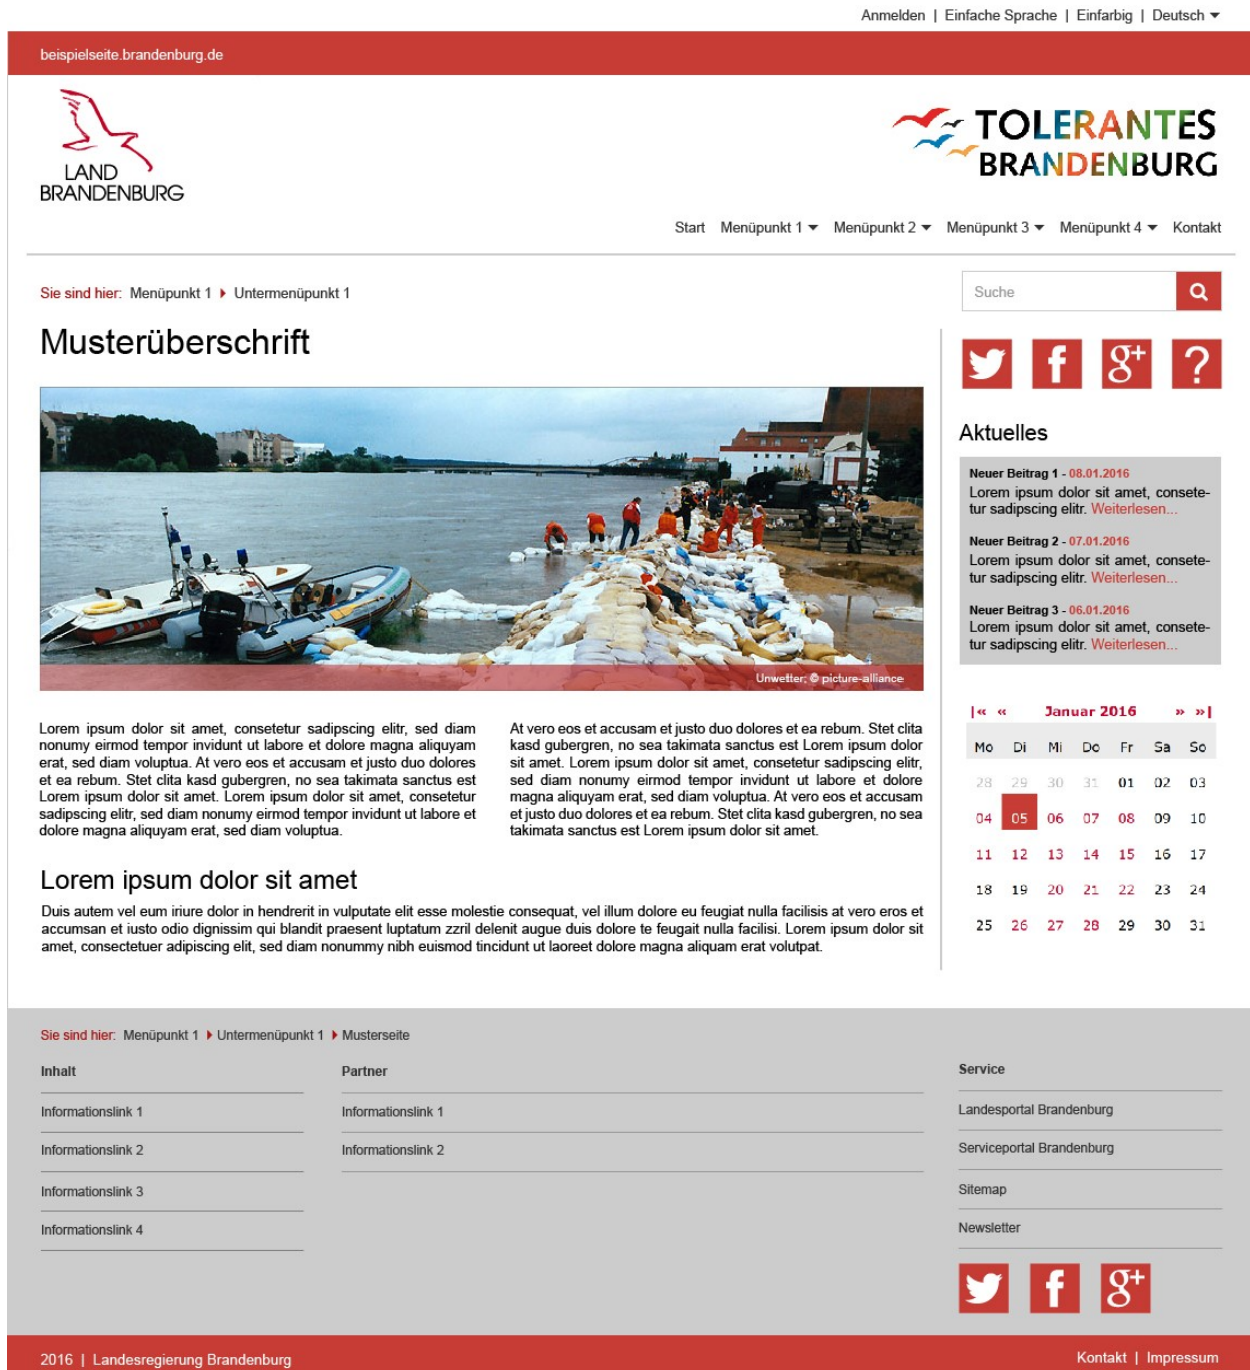 Anmelden | Einfache Sprache | Einfarbig | Deutsch
beispielseite.brandenburg.de
LAND
BRANDENBURG
TOLERANTES
BRANDENBURG
Start Menüpunkt 1 Menüpunkt 2 Menüpunkt 3 Menüpunkt 4 Kontakt
Sie sind hier: Menüpunkt 1 Untermenüpunkt 1
Suche
Musterüberschrift
f g+ ?
Unwetter; © picture-alliance
Lorem ipsum dolor sit amet, consetetur sadipscing elitr, sed diam
nonumy eirmod tempor invidunt ut labore et dolore magna aliquyam
erat, sed diam voluptua. At vero eos et accusam et justo duo dolores
et ea rebum. Stet clita kasd gubergren, no sea takimata sanctus est
Lorem ipsum dolor sit amet. Lorem ipsum dolor sit amet, consetetur
sadipscing elitr, sed diam nonumy eirmod tempor invidunt ut labore et
dolore magna aliquyam erat, sed diam voluptua.
At vero eos et accusam et justo duo dolores et ea rebum. Stet clita
kasd gubergren, no sea takimata sanctus est Lorem ipsum dolor
sit amet. Lorem ipsum dolor sit amet, consetetur sadipscing elitr,
sed diam nonumy eirmod tempor invidunt ut labore et dolore
magna aliquyam erat, sed diam voluptua. At vero eos et accusam
et justo duo dolores et ea rebum. Stet clita kasd gubergren, no sea
takimata sanctus est Lorem ipsum dolor sit amet.
Lorem ipsum dolor sit amet
Duis autem vel eum iriure dolor in hendrerit in vulputate elit esse molestie consequat, vel illum dolore eu feugiat nulla facilisis at vero eros et
accumsan et iusto odio dignissim qui blandit praesent luptatum zzril delenit augue duis dolore te feugait nulla facilisi. Lorem ipsum dolor sit
amet, consectetuer adipiscing elit, sed diam nonummy nibh euismod tincidunt ut laoreet dolore magna aliquam erat volutpat.
Aktuelles
Neuer Beitrag 1 - 08.01.2016
Lorem ipsum dolor sit amet, consete-
tur sadipscing elitr. Weiterlesen...
Neuer Beitrag 2 - 07.01.2016
Lorem ipsum dolor sit amet, consete-
tur sadipscing elitr. Weiterlesen...
Neuer Beitrag 3 - 06.01.2016
Lorem ipsum dolor sit amet, consete-
tur sadipscing elitr. Weiterlesen...
|« « Januar 2016 » »|
Mo Di Mi Do Fr Sa So
28 29 30 31 01 02 03
04 05 06 07 08 09 10
11 12 13 14 15 16 17
18 19 20 21 22 23 24
25 26 27 28 29 30 31
Sie sind hier: Menüpunkt 1 Untermenüpunkt 1 Musterseite
Inhalt
Informationslink 1
Informationslink 2
Informationslink 3
Informationslink 4
Partner
Informationslink 1
Informationslink 2
Service
Landesportal Brandenburg
Serviceportal Brandenburg
Sitemap
Newsletter
f g+
2016 | Landesregierung Brandenburg
Kontakt | Impressum